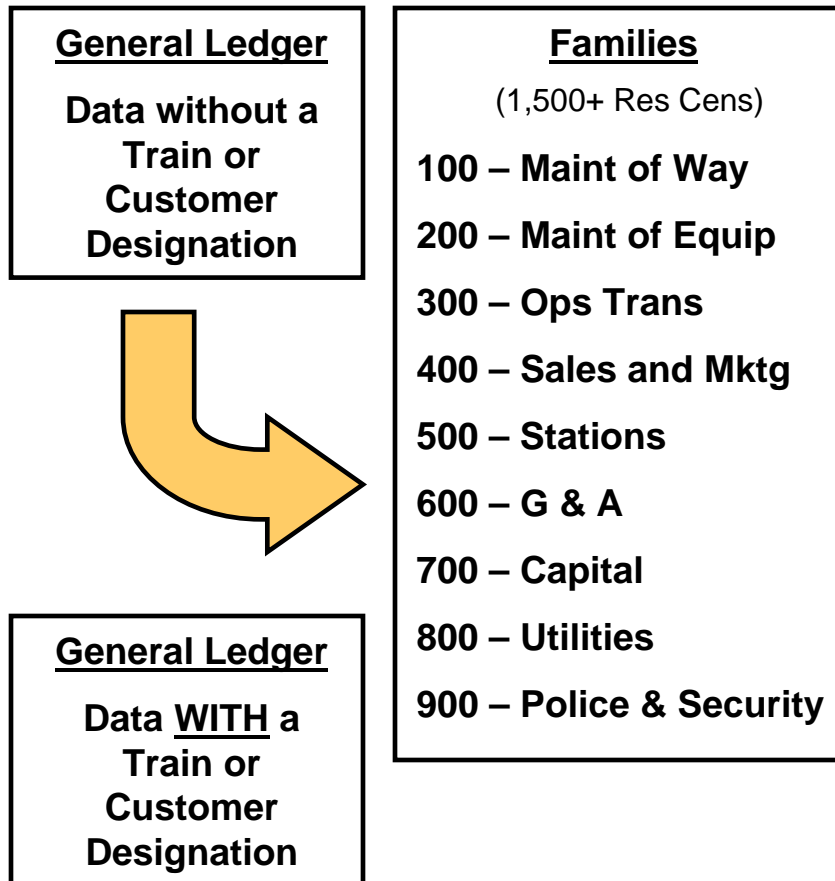 General Ledger
Data without a
Train or
Customer
Designation
Families
(1,500+ Res Cens)
100 – Maint of Way
200 – Maint of Equip
300 – Ops Trans
400 – Sales and Mktg
500 – Stations
600 – G & A
700 – Capital
800 – Utilities
900 – Police & Security
General Ledger
Data WITH a
Train or
Customer
Designation